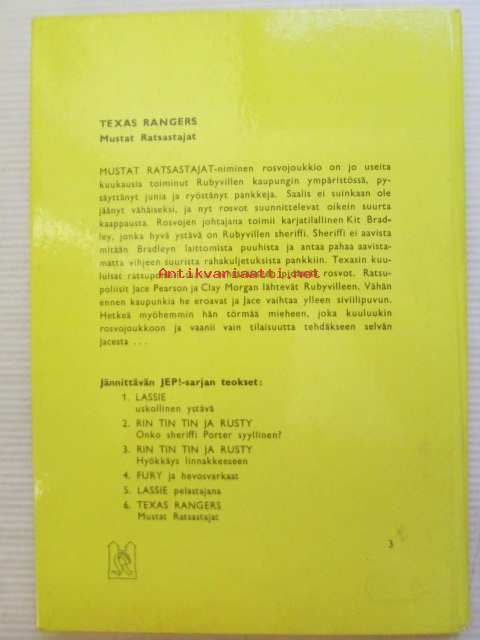 TEXAS RANGERS
Mustat Ratsastajat
MUSTAT RATSASTAJAT-niminen rosvojoukkio on jo useita
kuukausia toiminut Rubyvillen kaupungin ympäristössä, py-
säyttänyt junia ja ryöstänyt pankkeja. Saalis ei suinkaan ole
jäänyt vähäiseksi, ja nyt rosvot suunnittelevat oikein suurta
kaappausta. Rosvojen johtajana toimii karjatilallinen Kit Brad-
ley, jonka hyvä ystävä on Rubyvillen sheriffi. Sheriffi ei aavista
mitään Bradleyn laittomista puuhista ja antaa pahaa aavista-
matta vihjeen suurista rahakuljetuksista pankkiin. Texasin kuu-
luisat ratsupoliisit rosvot. Ratsu-
Antikvariaatti.net
poliisit Jace Pearson ja Clay Morgan lähtevät Rubyvilleen. Vähän
ennen kaupunkia he eroavat ja Jace vaihtaa ylleen siviilipuvun.
Hetkeä myöhemmin hän törmää mieheen, joka kuuluukin
rosvojoukkoon ja vaanii vain tilaisuutta tehdäkseen selvän
Jacesta . . .
Jännittävän JEP!-sarjan teokset:
1. LASSIE
uskollinen ystävä
2. RIN TIN TIN JA RUSTY
Onko sheriffi Porter syyllinen?
3. RIN TIN TIN JA RUSTY
Hyökkäys linnakkeeseen
4. FURY ja hevosvarkaat
5. LASSIE pelastajana
6. TEXAS RANGERS
Mustat Ratsastajat
3